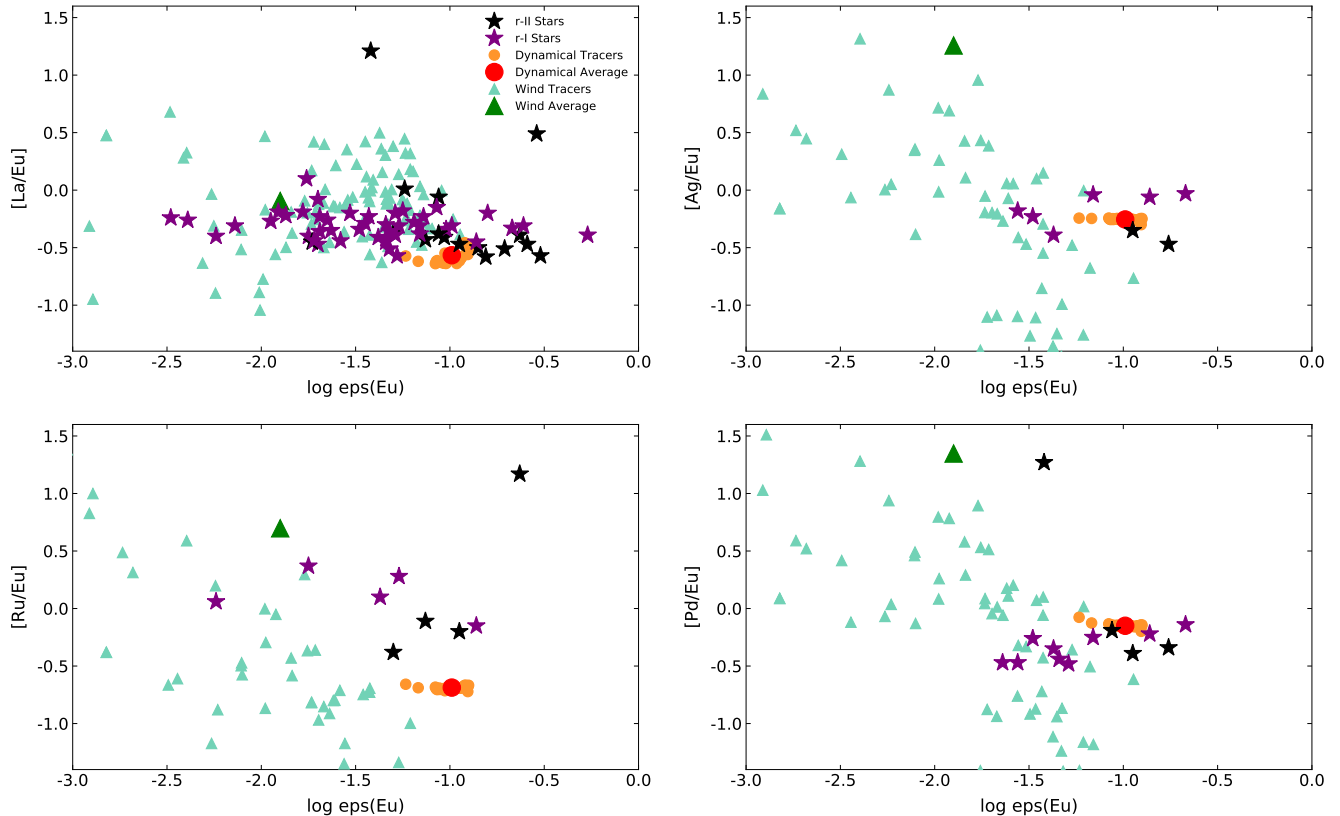 1.5
1.0
0.5
0.0
-0.5
-1.0
[La/Eu]
-3.0 -2.5 -2.0 -1.5 -1.0 -0.5 0.0
log eps(Eu)
r-II Stars
r-I Stars
Dynamical Tracers
Dynamical Average
Wind Tracers
Wind Average
1.5
1.0
0.5
0.0
-0.5
-1.0
[Ag/Eu]
-3.0 -2.5 -2.0 -1.5 -1.0 -0.5 0.0
log eps(Eu)
1.5
1.0
0.5
0.0
-0.5
-1.0
[Ru/Eu]
-3.0 -2.5 -2.0 -1.5 -1.0 -0.5 0.0
log eps(Eu)
1.5
1.0
0.5
0.0
-0.5
-1.0
[Pd/Eu]
-3.0 -2.5 -2.0 -1.5 -1.0 -0.5 0.0
log eps(Eu)